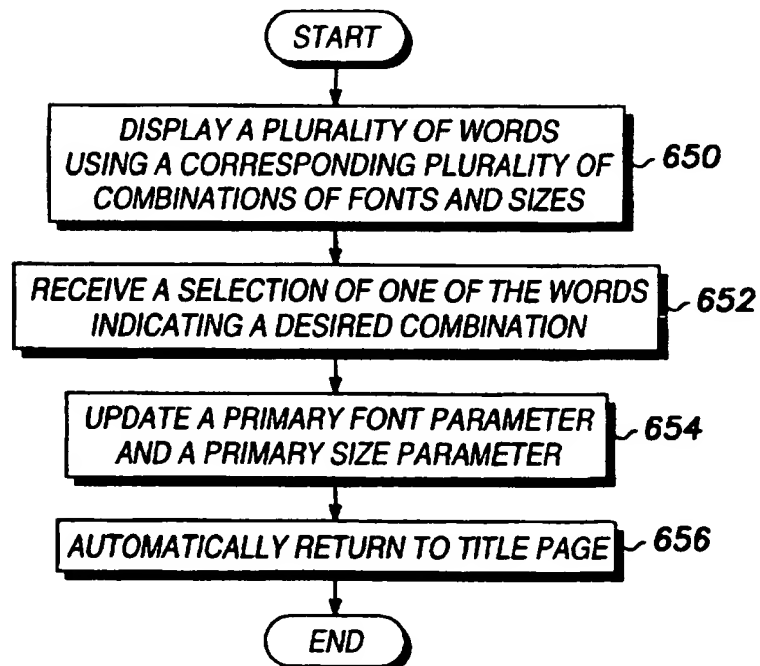 START
DISPLAY A PLURALITY OF WORDS
USING A CORRESPONDING PLURALITY OF
COMBINATIONS OF FONTS AND SIZES
650
RECEIVE A SELECTION OF ONE OF THE WORDS
INDICATING A DESIRED COMBINATION
652
UPDATE A PRIMARY FONT PARAMETER
AND A PRIMARY SIZE PARAMETER
654
AUTOMATICALLY RETURN TO TITLE PAGE
656
END